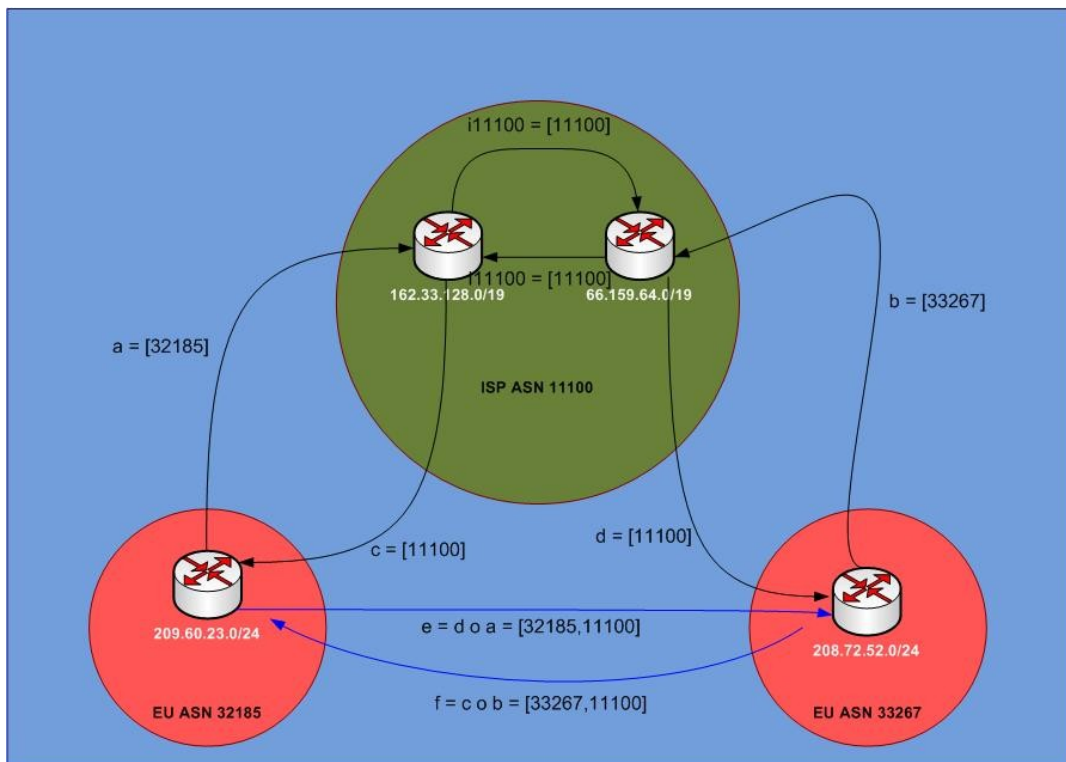 i11100 = [11100]
i11100 = [11100]
162.33.128.0/19
66.159.64.0/19
b = [33267]
a = [32185]
ISP ASN 11100
c = [11100]
d = [11100]
209.60.23.0/24
e = d o a = [32185,11100]
208.72.52.0/24
f = c o b = [33267,11100]
EU ASN 32185
EU ASN 33267